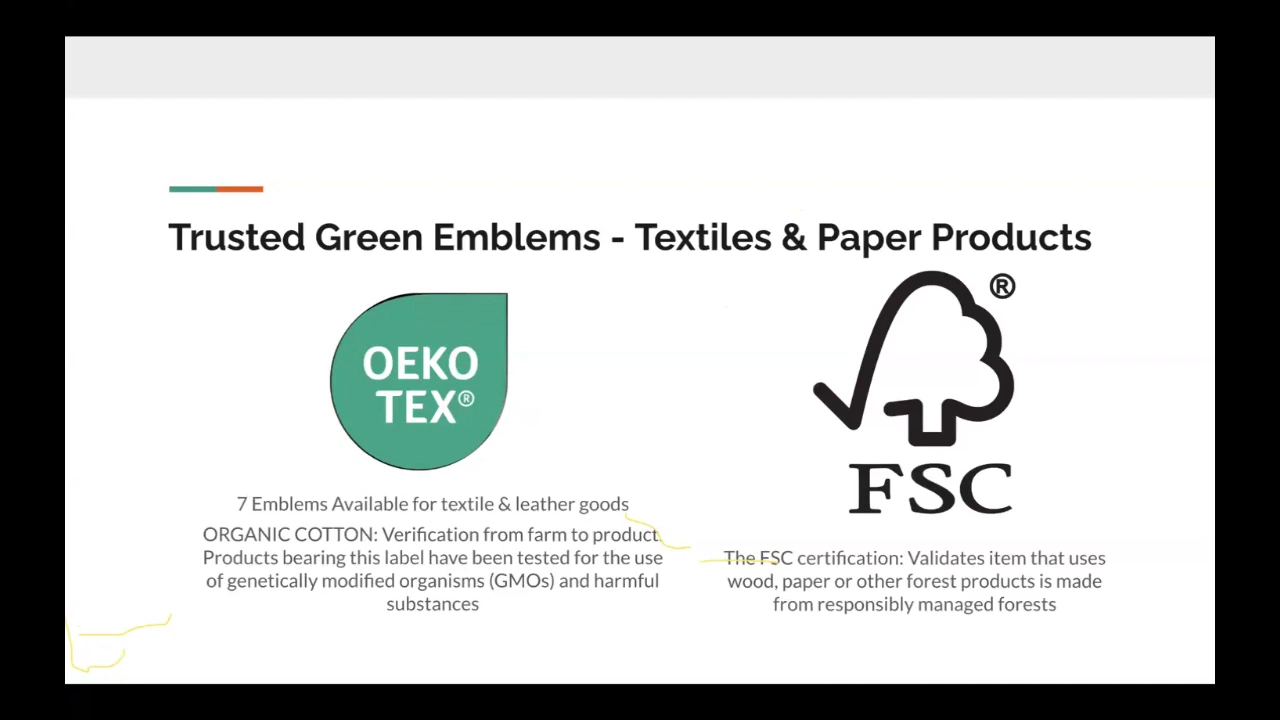 Trusted Green Emblems - Textiles & Paper Products
OEKO
TEX®
®
FSC
7 Emblems Available for textile & leather goods
ORGANIC COTTON: Verification from farm to product.
Products bearing this label have been tested for the use
of genetically modified organisms (GMOs) and harmful
substances
The FSC certification: Validates item that uses
wood, paper or other forest products is made
from responsibly managed forests